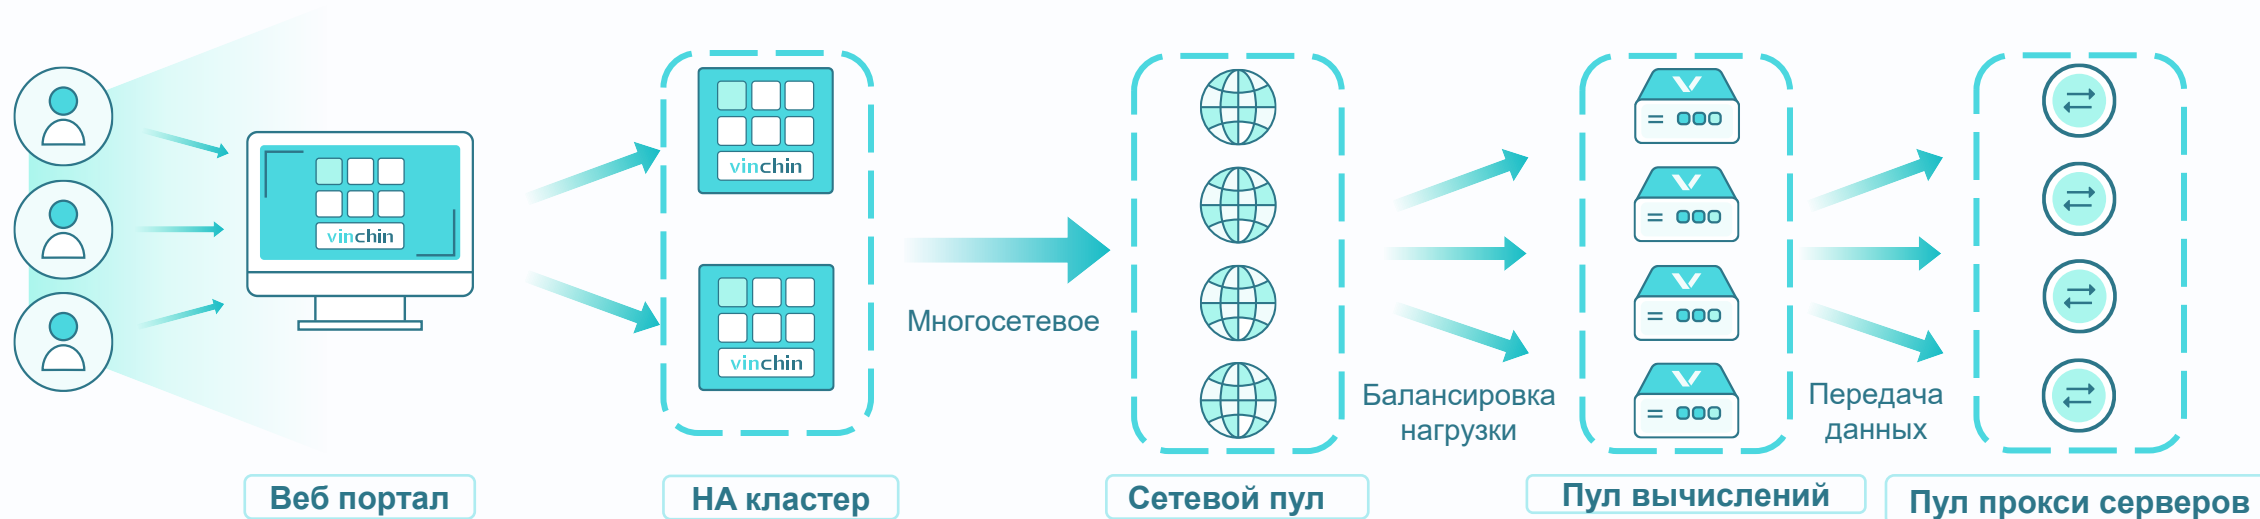 vinchin
vinchin
vinchin
Многосетевое
Балансировка
нагрузки
Передача
данных
Веб портал
HA кластер
Сетевой пул
Пул вычислений
Пул прокси серверов